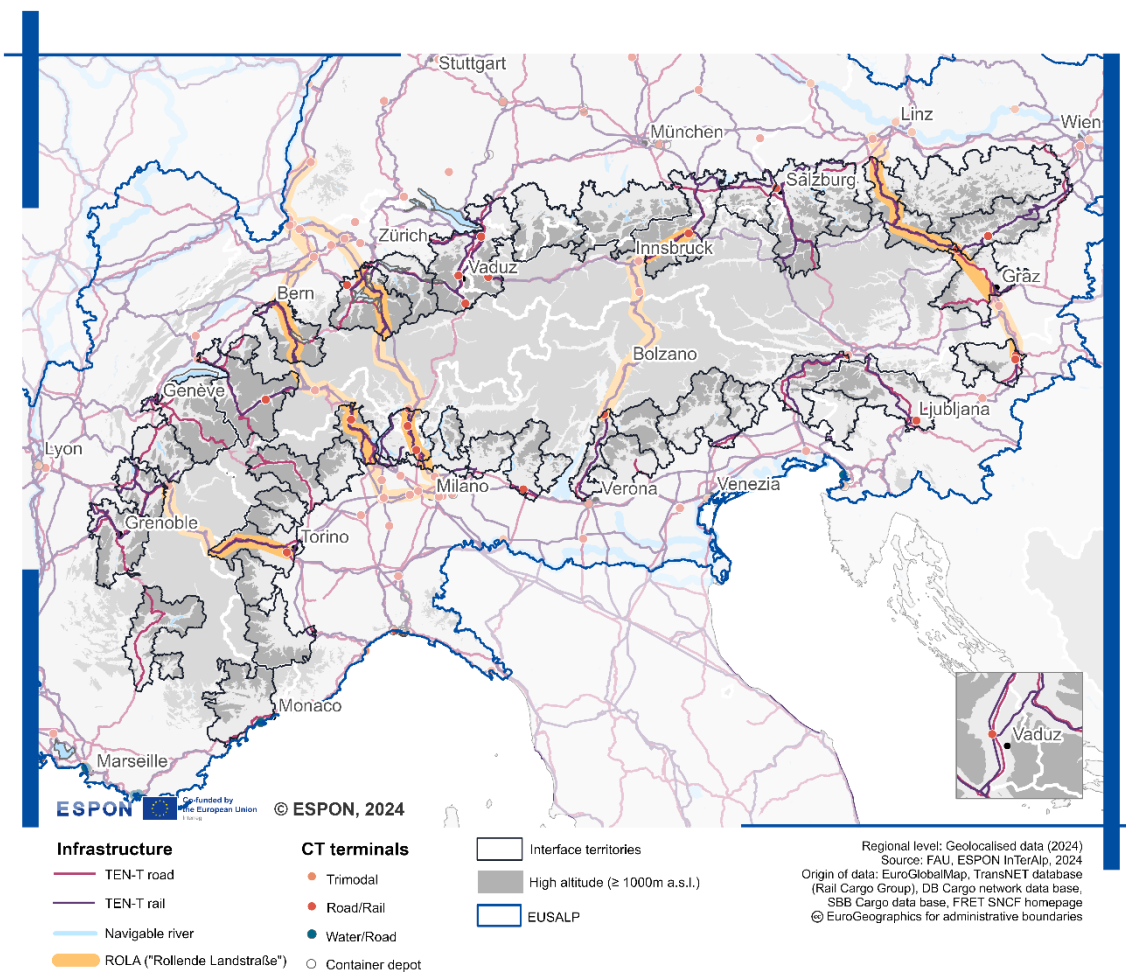 Stuttgart
Linz
Wien
München
Salzburg
Zürich
Innsbruck
Vaduz
Graz
Bern
Bolzano
Genève
Ljubljana
Lyon
Milano
Verona
Venezia
Grenoble
Torino
Monaco
Vaduz
Marseille
ESPON
Co-funded by
the European Union
Interreg
© ESPON, 2024
Infrastructure
TEN-T road
TEN-T rail
Navigable river
ROLA ("Rollende Landstraße")
CT terminals
Trimodal
Road/Rail
Water/Road
Container depot
Interface territories
High altitude (≥ 1000m a.s.l.)
EUSALP
Regional level: Geolocalised data (2024)
Source: FAU, ESPON InTerAlp, 2024
Origin of data: EuroGlobalMap, TransNET database
(Rail Cargo Group), DB Cargo network data base,
SBB Cargo data base, FRET SNCF homepage
㏄ EuroGeographics for administrative boundaries